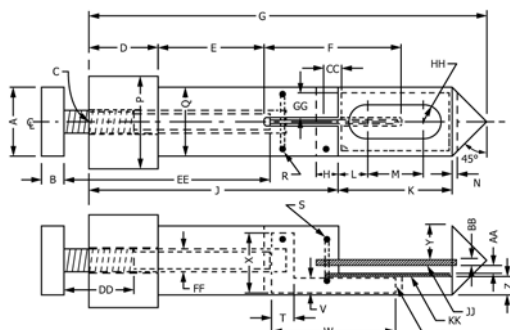 G
D E F
CC HH
C
P Q GG
A
℄
45°
B R H L M N
EE
J K
S
BB
AA
Y
X
DD FF Z
JJ
KK
T V
W